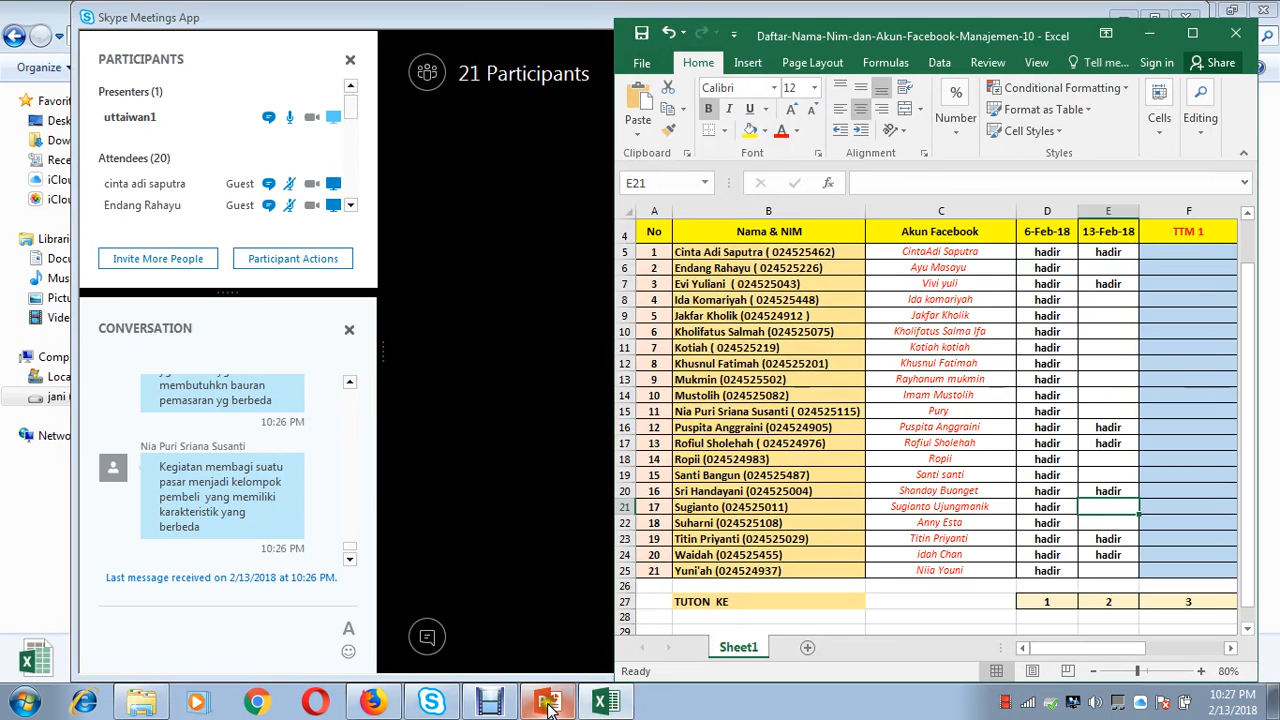 Skype Meetings App
Organize
Favor
Desk
Dow
Rece
iClou
iClou
Librari
Docu
Musi
Pictu
Vide
Comp
Loca
jani (
Netwo
PARTICIPANTS
Presenters (1)
uttaiwan1
Attendees (20)
cinta adi saputra Guest
Endang Rahayu Guest
Invite More People
Participant Actions
CONVERSATION
membutuhkn bauran
pemasaran yg berbeda
10:26 PM
Nia Puri Sriana Susanti
Kegiatan membagi suatu
pasar menjadi kelompok
pembeli yang memiliki
karakteristik yang
berbeda
10:26 PM
Last message received on 2/13/2018 at 10:26 PM.
A
21 Participants
Daftar-Nama-Nim-dan-Akun-Facebook-Manajemen-10 - Excel
File Home Insert Page Layout Formulas Data Review View Tell me... Sign in Share
Paste
Clipboard
Calibri 12
B I U
Font
Alignment
%
Number
Conditional Formatting
Format as Table
Cell Styles
Styles
Cells
Editing
E21
fx
A B C D E F
4 No Nama & NIM Akun Facebook 6-Feb-18 13-Feb-18 TTM 1
5 1 Cinta Adi Saputra ( 024525462) CintaAdi Saputra hadir hadir
6 2 Endang Rahayu ( 024525226) Ayu Masayu hadir
7 3 Evi Yuliani ( 024525043) Vivi yuli hadir hadir
8 4 Ida Komariyah ( 024525448) Ida komariyah hadir
9 5 Jakfar Kholik (024524912 ) Jakfar Kholik hadir
10 6 Kholifatus Salmah (024525075) Kholifatus Salma Ifa hadir
11 7 Kotiah ( 024525219) Kotiah kotiah hadir
12 8 Khusnul Fatimah (024525201) Khusnul Fatimah hadir
13 9 Mukmin (024525502) Rayhanum mukmin hadir
14 10 Mustolih (024525082) Imam Mustolih hadir
15 11 Nia Puri Sriana Susanti ( 024525115) Pury hadir
16 12 Puspita Anggraini (024524905) Puspita Anggraini hadir hadir
17 13 Rofiul Sholehah ( 024524976) Rofiul Sholehah hadir hadir
18 14 Ropii (024524983) Ropii hadir
19 15 Santi Bangun (024525487) Santi santi hadir
20 16 Sri Handayani (024525004) Shanday Buanget hadir hadir
21 17 Sugianto (024525011) Sugianto Ujungmanik hadir
22 18 Suharni (024525108) Anny Esta hadir
23 19 Titin Priyanti (024525029) Titin Priyanti hadir hadir
24 20 Waidah (024525455) idah Chan hadir hadir
25 21 Yuni'ah (024524937) Niia Youni hadir
26
27 TUTON KE 1 2 3
28
29
Sheet1
Ready
80%
10:27 PM
2/13/2018